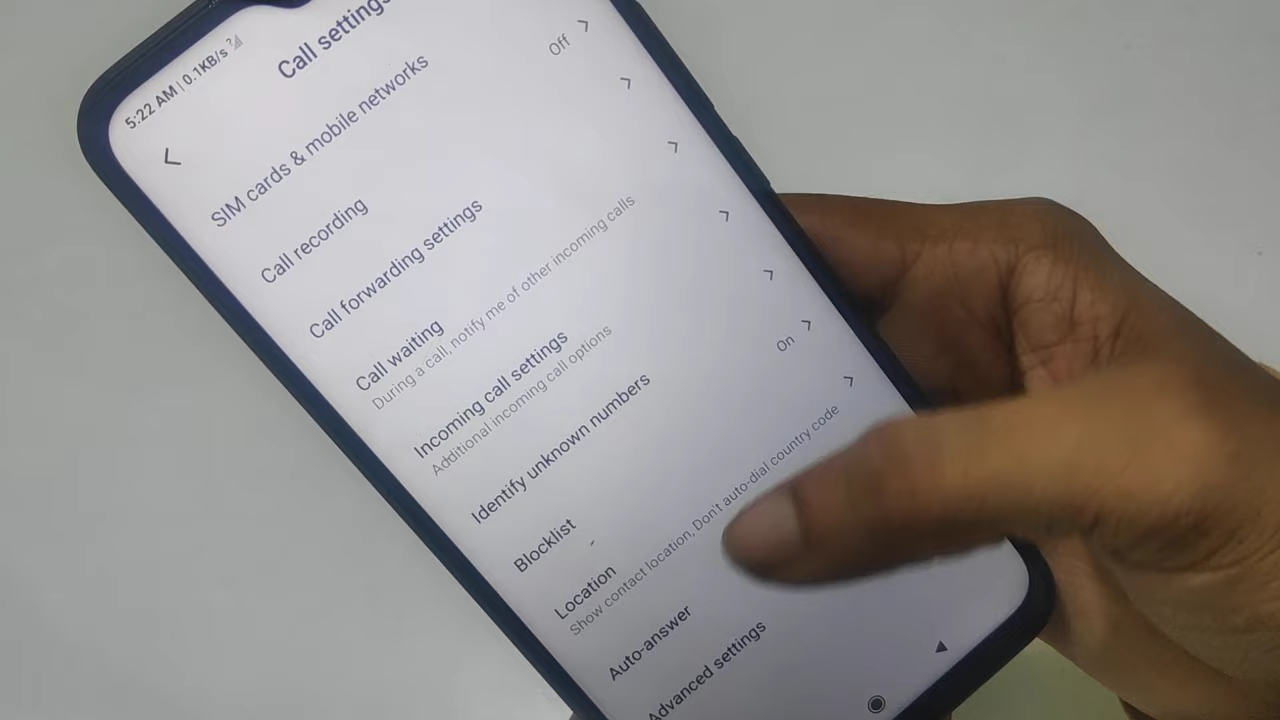 5:22 AM | 0.1KB/s
Call settings
SIM cards & mobile networks
Off
Call recording
Call forwarding settings
Call waiting
During a call, notify me of other incoming calls
Incoming call settings
Additional incoming call options
Identify unknown numbers
On
Blocklist
Location
Show contact location, Don't auto-dial country code
Auto-answer
Advanced settings